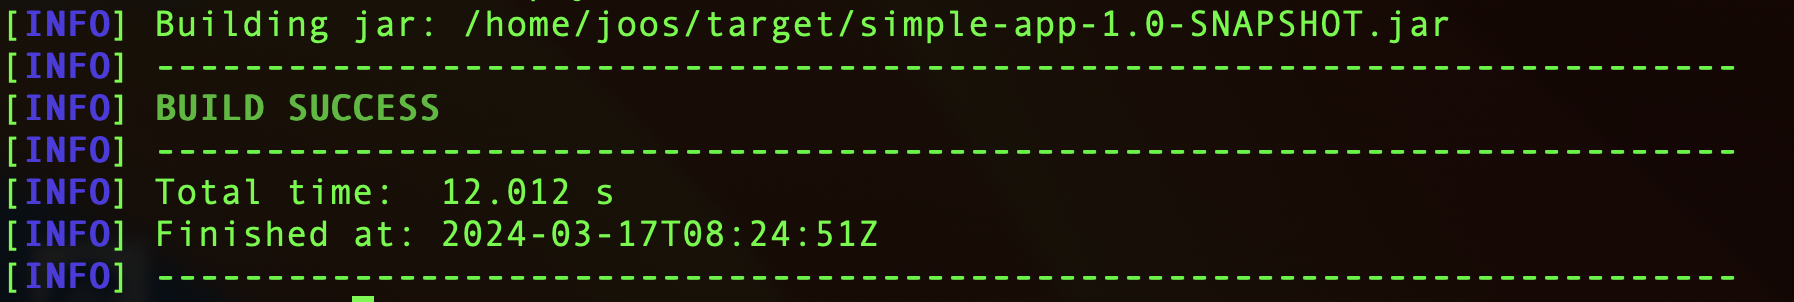 [INFO] Building jar: /home/joos/target/simple-app-1.0-SNAPSHOT.jar
[INFO] ------------------------------------------------------------------------
[INFO] BUILD SUCCESS
[INFO] ------------------------------------------------------------------------
[INFO] Total time:  12.012 s
[INFO] Finished at: 2024-03-17T08:24:51Z
[INFO] ------------------------------------------------------------------------